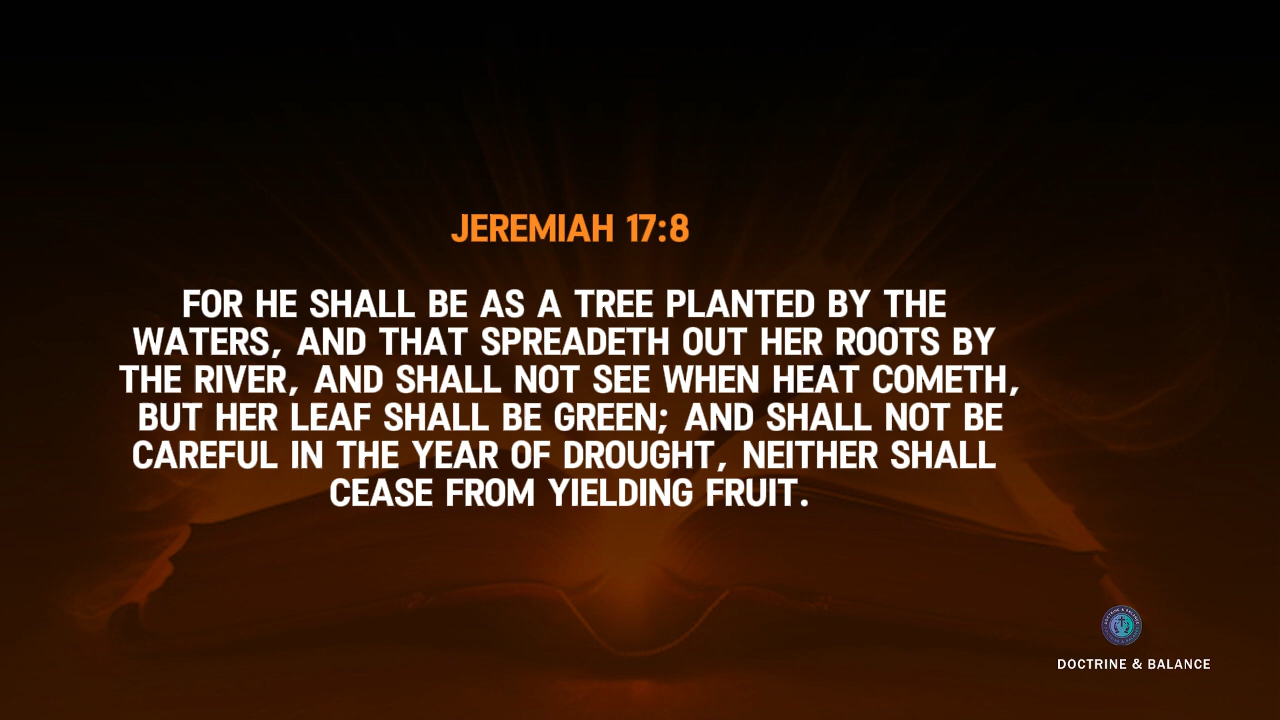 JEREMIAH 17:8
FOR HE SHALL BE AS A TREE PLANTED BY THE
WATERS, AND THAT SPREADETH OUT HER ROOTS BY
THE RIVER, AND SHALL NOT SEE WHEN HEAT COMETH,
BUT HER LEAF SHALL BE GREEN; AND SHALL NOT BE
CAREFUL IN THE YEAR OF DROUGHT, NEITHER SHALL
CEASE FROM YIELDING FRUIT.
DOCTRINE & BALANCE